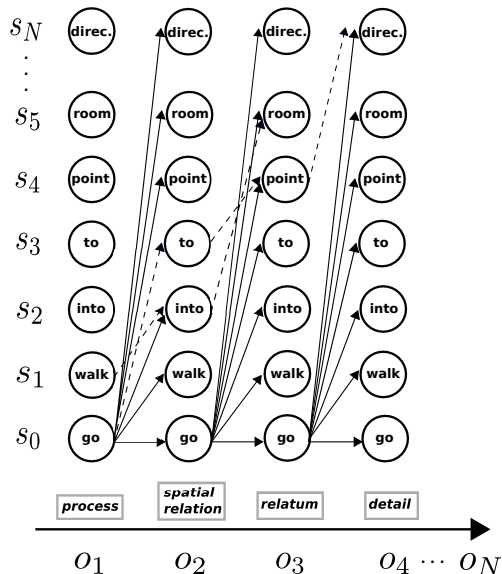 s_N direc. direc. direc. direc.
⋮
s_5 room room room room
s_4 point point point point
s_3 to to to to
s_2 into into into into
s_1 walk walk walk walk
s_0 go go go go
process spatial relation relatum detail
o_1 o_2 o_3 o_4 ··· o_N